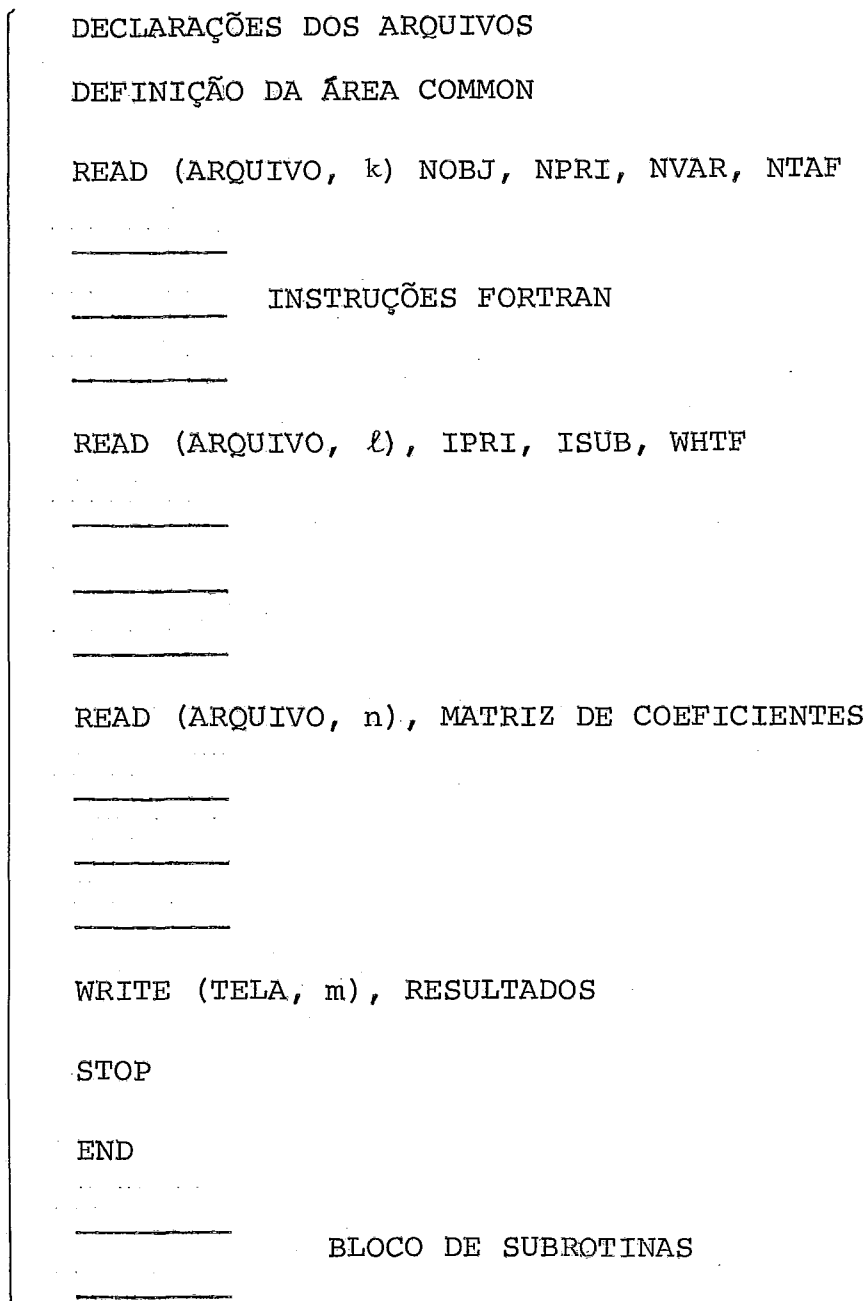 DECLARAÇÕES DOS ARQUIVOS
DEFINIÇÃO DA ÁREA COMMON
READ (ARQUIVO, k) NOBJ, NPRI, NVAR, NTAF
INSTRUÇÕES FORTRAN
READ (ARQUIVO, ℓ), IPRI, ISUB, WHTF
READ (ARQUIVO, n), MATRIZ DE COEFICIENTES
WRITE (TELA, m), RESULTADOS
STOP
END
BLOCO DE SUBROTINAS